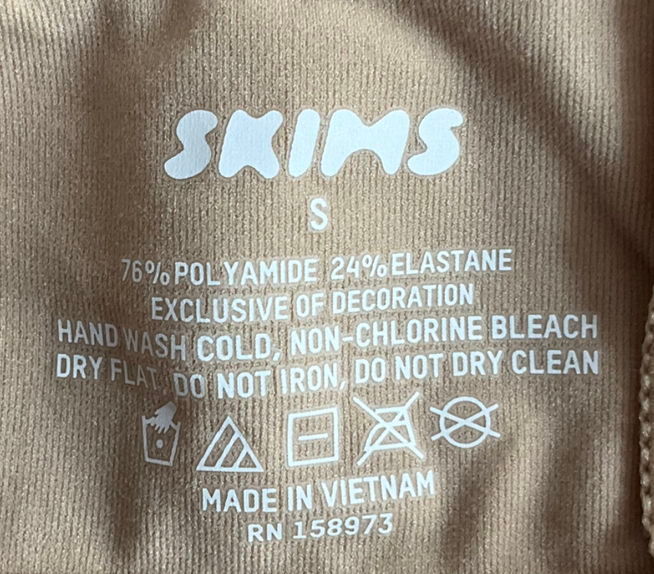 SKIMS
S
76% POLYAMIDE 24% ELASTANE
EXCLUSIVE OF DECORATION
HAND WASH COLD, NON-CHLORINE BLEACH
DRY FLAT, DO NOT IRON, DO NOT DRY CLEAN
MADE IN VIETNAM
RN 158973